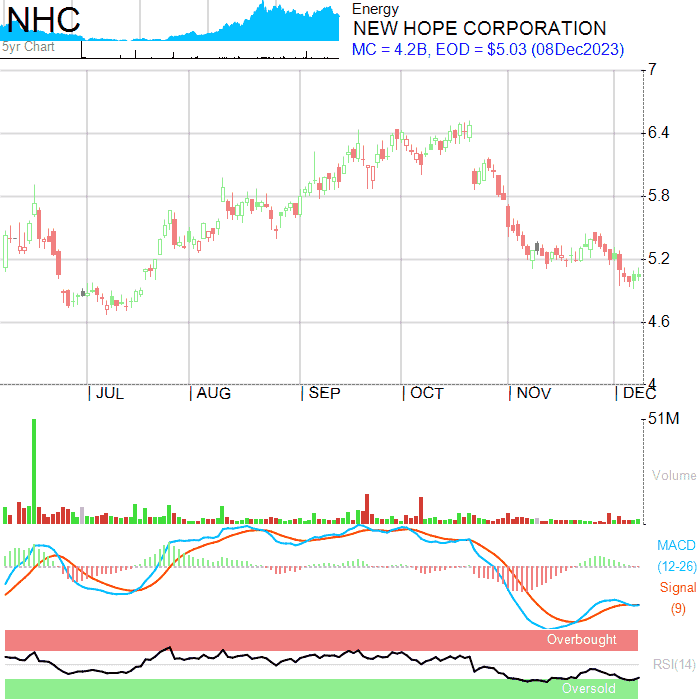 NHC
5yr Chart
Energy
NEW HOPE CORPORATION
MC = 4.2B, EOD = $5.03 (08Dec2023)
7
6.4
5.8
5.2
4.6
4
JUL AUG SEP OCT NOV DEC
51M
Volume
MACD
(12-26)
Signal
(9)
Overbought
RSI(14)
Oversold